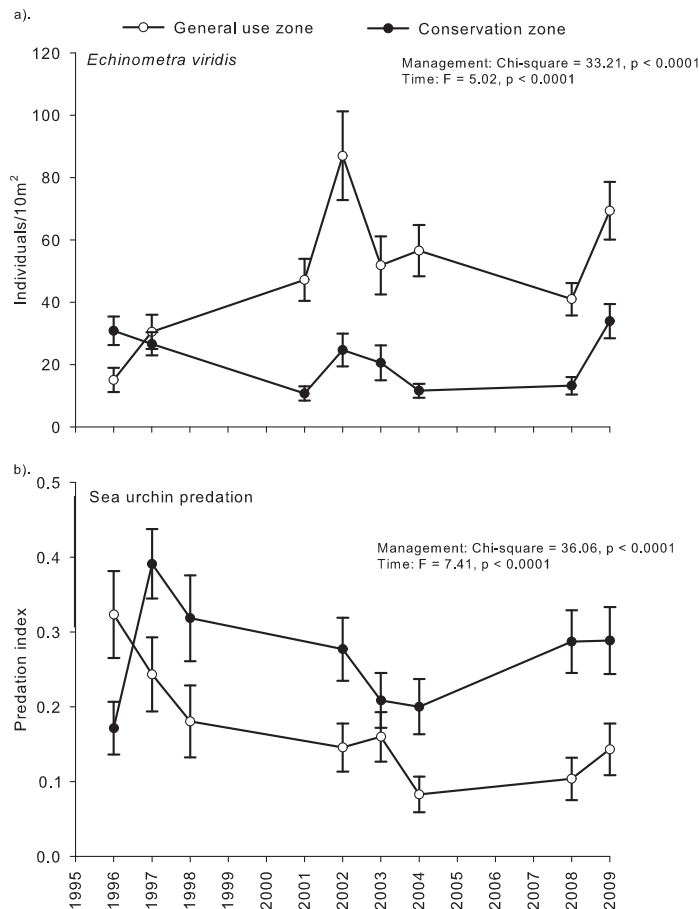 a).
General use zone
Conservation zone
120
Echinometra viridis
Management: Chi-square = 33.21, p < 0.0001
Time: F = 5.02, p < 0.0001
100
80
60
40
20
0
Individuals/10m²
b).
0.5
Sea urchin predation
Management: Chi-square = 36.06, p < 0.0001
Time: F = 7.41, p < 0.0001
0.4
0.3
0.2
0.1
0.0
Predation index
1995
1996
1997
1998
1999
2000
2001
2002
2003
2004
2005
2006
2007
2008
2009